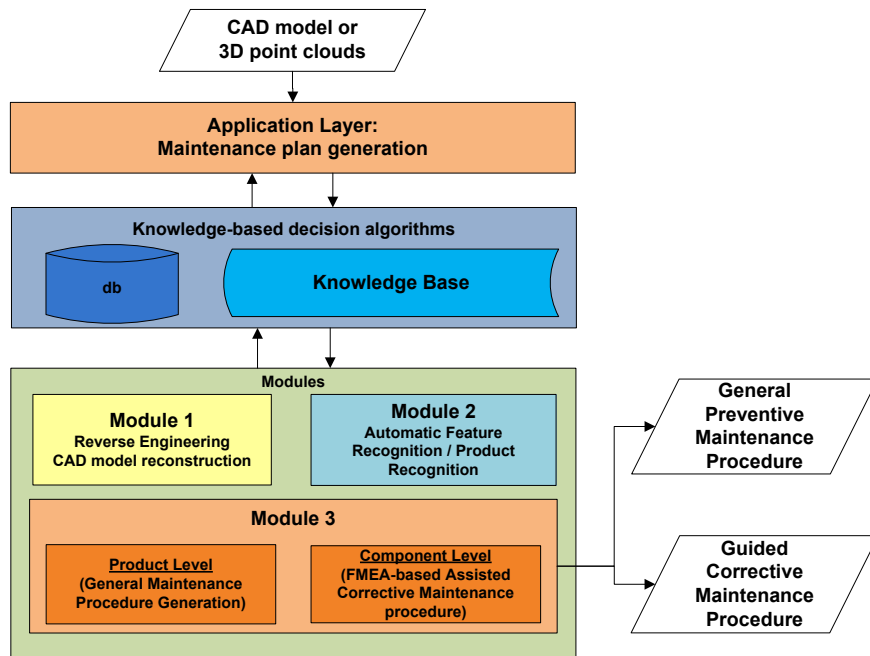 CAD model or
3D point clouds
Application Layer:
Maintenance plan generation
Knowledge-based decision algorithms
db
Knowledge Base
Modules
Module 1
Reverse Engineering
CAD model reconstruction
Module 2
Automatic Feature
Recognition / Product
Recognition
Module 3
Product Level
(General Maintenance
Procedure Generation)
Component Level
(FMEA-based Assisted
Corrective Maintenance
procedure)
General
Preventive
Maintenance
Procedure
Guided
Corrective
Maintenance
Procedure